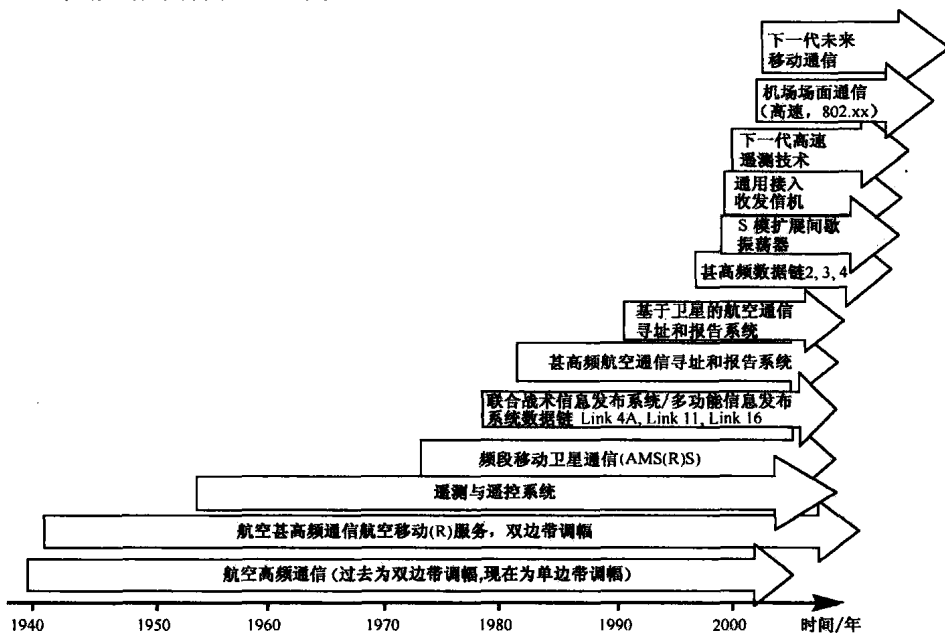 下一代未来
移动通信
机场场面通信
(高速，802.xx)
下一代高速
遥测技术
通用接入
收发信机
S 模扩展间歇
振荡器
甚高频数据链2, 3, 4
基于卫星的航空通信
寻址和报告系统
甚高频航空通信寻址和报告系统
联合战术信息发布系统/多功能信息发布
系统数据链 Link 4A, Link 11, Link 16
频段移动卫星通信(AMS(R)S)
遥测与遥控系统
航空甚高频通信航空移动(R)服务，双边带调幅
航空高频通信 (过去为双边带调幅,现在为单边带调幅)
1940 1950 1960 1970 1980 1990 2000 时间/年